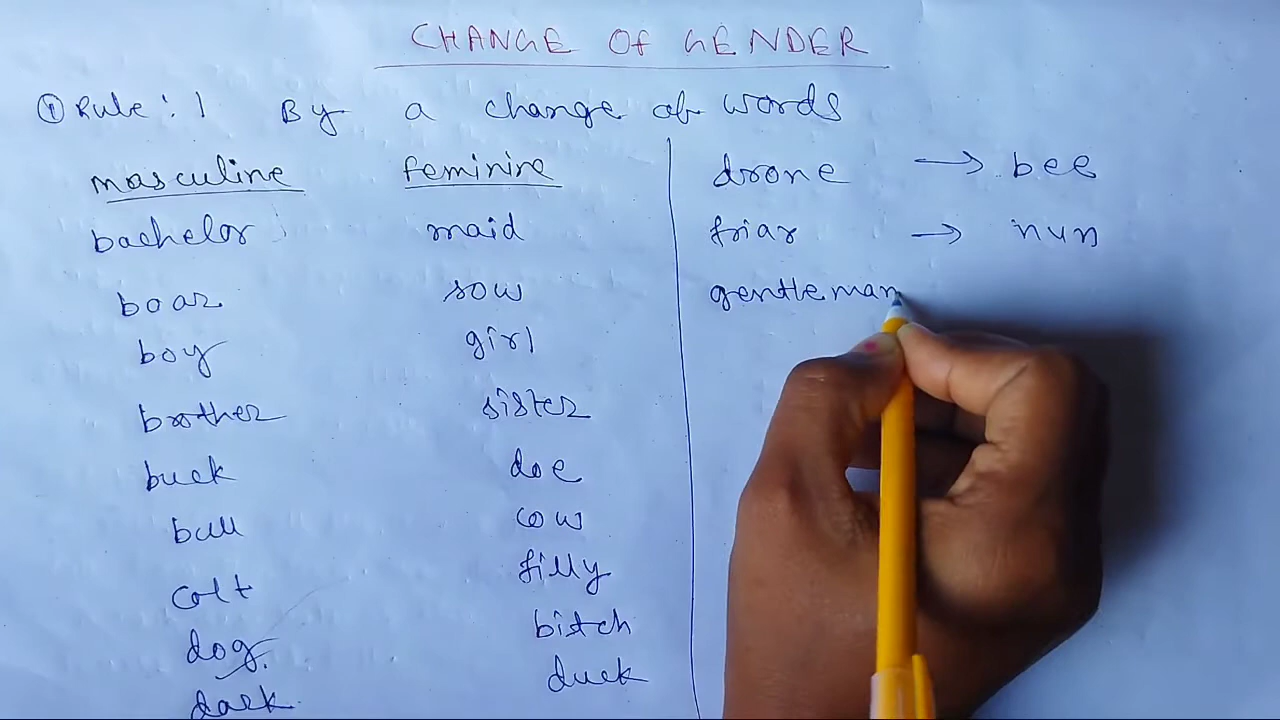 CHANGE OF GENDER
① Rule : 1 By a change of words
masculine feminine
bachelor maid
boar sow
boy girl
brother sister
buck doe
bull cow
colt filly
dog bitch
duck
drone → bee
friar → nun
gentleman